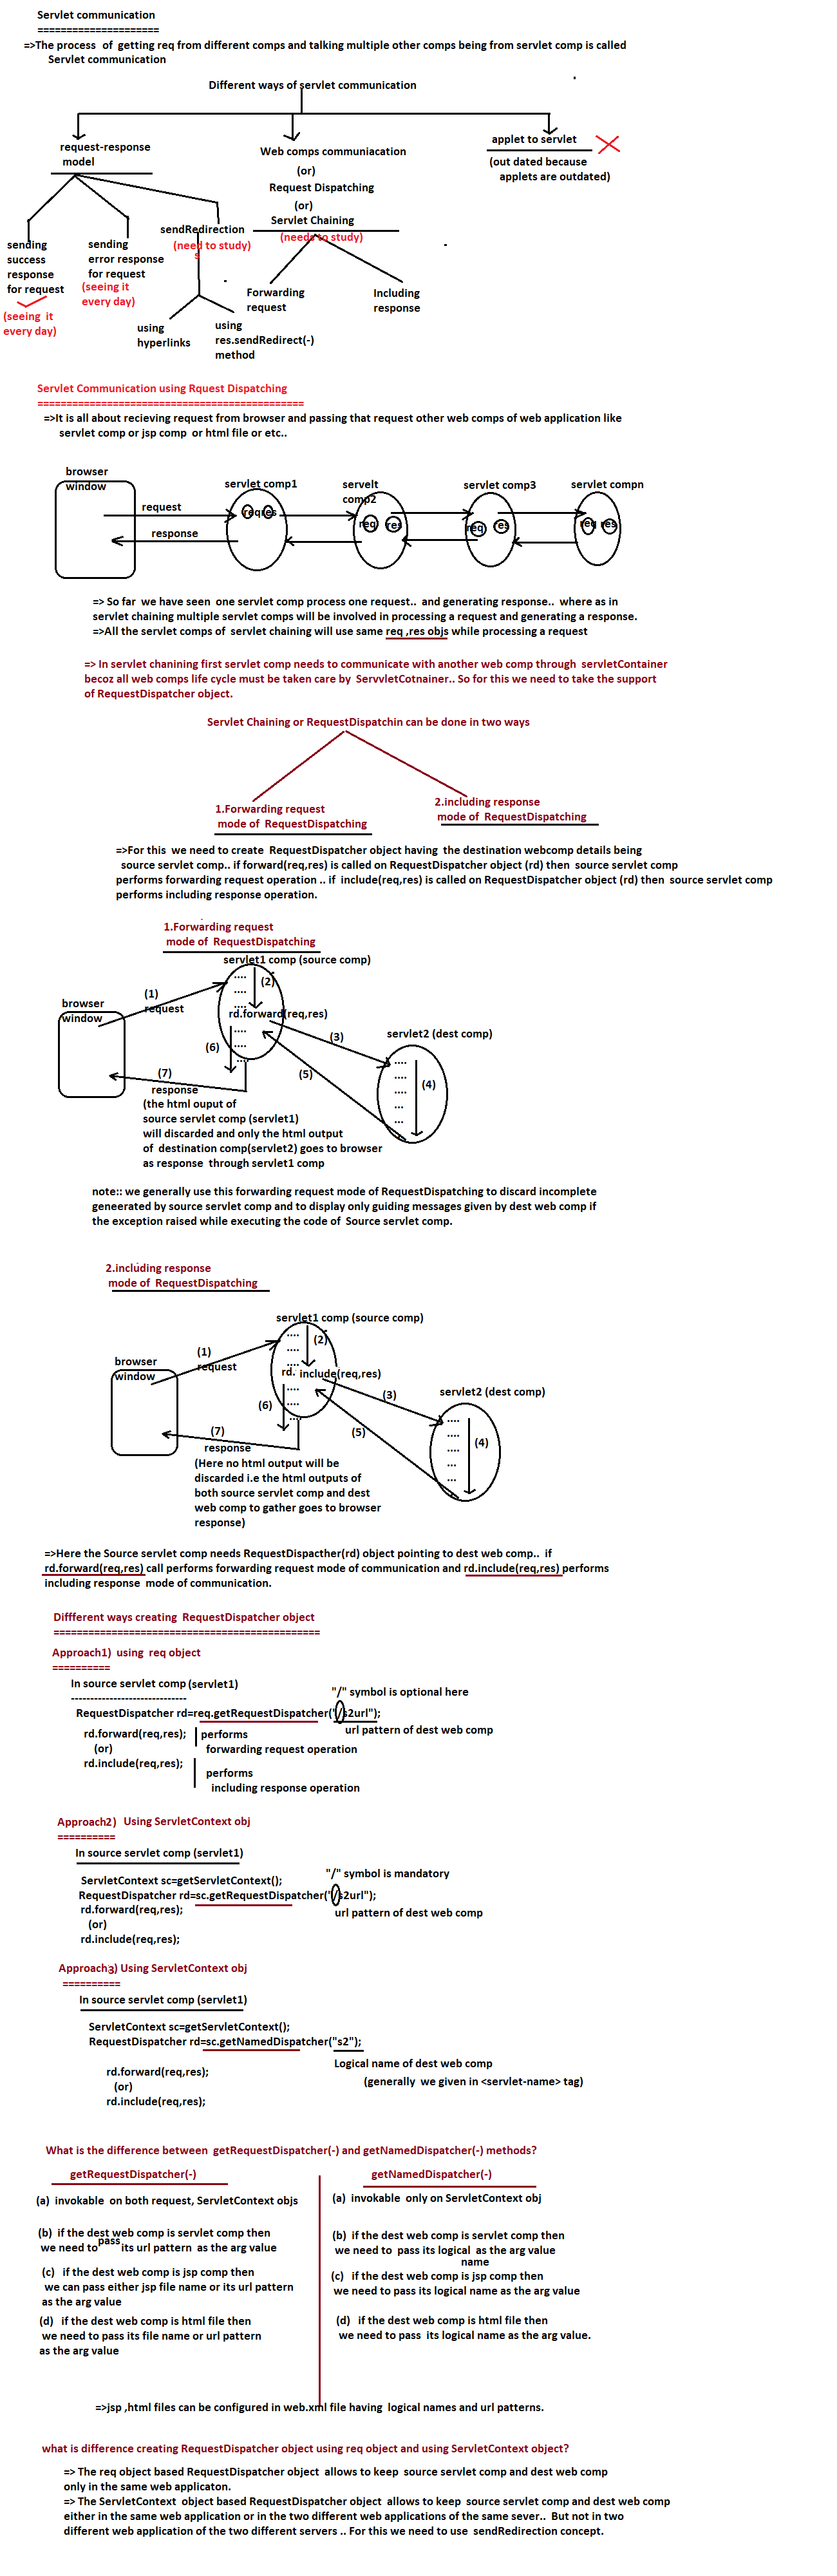 Servlet communication
=====================
=>The process of getting req from different comps and talking multiple other comps being from servlet comp is called
Servlet communication
Different ways of servlet communication
request-response
model
Web comps communiacation
(or)
Request Dispatching
(or)
Servlet Chaining
(need to study)
applet to servlet
(out dated because
applets are outdated)
sending
success
response
for request
(seeing it
every day)
sending
error response
for request
(seeing it
every day)
sendRedirection
(need to study)
s
using
hyperlinks
using
res.sendRedirect(-)
method
Forwarding
request
Including
response
Servlet Communication using Rquest Dispatching
==============================================
=>It is all about recieving request from browser and passing that request other web comps of web application like
servlet comp or jsp comp or html file or etc..
browser
window
request
response
servlet comp1
req res
servelt
comp2
req res
servlet comp3
req res
servlet compn
req res
=> So far we have seen one servlet comp process one request.. and generating response.. where as in
servlet chaining multiple servlet comps will be involved in processing a request and generating a response.
=>All the servlet comps of servlet chaining will use same req ,res objs while processing a request
=> In servlet chanining first servlet comp needs to communicate with another web comp through servletContainer
becoz all web comps life cycle must be taken care by ServvletCotnainer.. So for this we need to take the support
of RequestDispatcher object.
Servlet Chaining or RequestDispatchin can be done in two ways
1.Forwarding request
mode of RequestDispatching
2.including response
mode of RequestDispatching
=>For this we need to create RequestDispatcher object having the destination webcomp details being
source servlet comp.. if forward(req,res) is called on RequestDispatcher object (rd) then source servlet comp
performs forwarding request operation .. if include(req,res) is called on RequestDispatcher object (rd) then source servlet comp
performs including response operation.
1.Forwarding request
mode of RequestDispatching
servlet1 comp (source comp)
browser
window
(1)
request
....
....
....
(2)
rd.forward(req,res)
....
....
....
(3)
servlet2 (dest comp)
....
....
....
...
...
(4)
(5)
(6)
(7)
response
(the html ouput of
source servlet comp (servlet1)
will discarded and only the html output
of destination comp(servlet2) goes to browser
as response through servlet1 comp
note:: we generally use this forwarding request mode of RequestDispatching to discard incomplete
geneerated by source servlet comp and to display only guiding messages given by dest web comp if
the exception raised while executing the code of Source servlet comp.
2.including response
mode of RequestDispatching
servlet1 comp (source comp)
browser
window
(1)
request
....
....
....
(2)
rd. include(req,res)
....
....
....
(3)
servlet2 (dest comp)
....
....
....
...
...
(4)
(5)
(6)
(7)
response
(Here no html output will be
discarded i.e the html outputs of
both source servlet comp and dest
web comp to gather goes to browser
response)
=>Here the Source servlet comp needs RequestDispacther(rd) object pointing to dest web comp.. if
rd.forward(req,res) call performs forwarding request mode of communication and rd.include(req,res) performs
including response mode of communication.
Diffferent ways creating RequestDispatcher object
==============================================
Approach1) using req object
==========
In source servlet comp (servlet1)
------------------------------
"/" symbol is optional here
RequestDispatcher rd=req.getRequestDispatcher("/s2url");
url pattern of dest web comp
rd.forward(req,res); performs
forwarding request operation
(or)
rd.include(req,res);
performs
including response operation
Approach2) Using ServletContext obj
==========
In source servlet comp (servlet1)
"/" symbol is mandatory
ServletContext sc=getServletContext();
RequestDispatcher rd=sc.getRequestDispatcher("/s2url");
rd.forward(req,res);
url pattern of dest web comp
(or)
rd.include(req,res);
Approach3) Using ServletContext obj
==========
In source servlet comp (servlet1)
ServletContext sc=getServletContext();
RequestDispatcher rd=sc.getNamedDispatcher("s2");
Logical name of dest web comp
(generally we given in <servlet-name> tag)
rd.forward(req,res);
(or)
rd.include(req,res);
What is the difference between getRequestDispatcher(-) and getNamedDispatcher(-) methods?
getRequestDispatcher(-)
(a) invokable on both request, ServletContext objs
(b) if the dest web comp is servlet comp then
we need to pass its url pattern as the arg value
(c) if the dest web comp is jsp comp then
we can pass either jsp file name or its url pattern
as the arg value
(d) if the dest web comp is html file then
we need to pass its file name or url pattern
as the arg value
getNamedDispatcher(-)
(a) invokable only on ServletContext obj
(b) if the dest web comp is servlet comp then
we need to pass its logical as the arg value
name
(c) if the dest web comp is jsp comp then
we need to pass its logical name as the arg value
(d) if the dest web comp is html file then
we need to pass its logical name as the arg value.
=>jsp ,html files can be configured in web.xml file having logical names and url patterns.
what is difference creating RequestDispatcher object using req object and using ServletContext object?
=> The req object based RequestDispatcher object allows to keep source servlet comp and dest web comp
only in the same web applicaton.
=> The ServletContext object based RequestDispatcher object allows to keep source servlet comp and dest web comp
either in the same web application or in the two different web applications of the same sever.. But not in two
different web application of the two different servers .. For this we need to use sendRedirection concept.